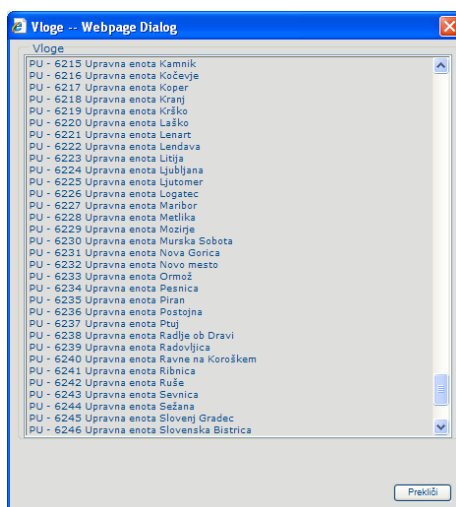 Vloge -- Webpage Dialog
Vloge
PU - 6215 Upravna enota Kamnik
PU - 6216 Upravna enota Kočevje
PU - 6217 Upravna enota Koper
PU - 6218 Upravna enota Kranj
PU - 6219 Upravna enota Krško
PU - 6220 Upravna enota Laško
PU - 6221 Upravna enota Lenart
PU - 6222 Upravna enota Lendava
PU - 6223 Upravna enota Litija
PU - 6224 Upravna enota Ljubljana
PU - 6225 Upravna enota Ljutomer
PU - 6226 Upravna enota Logatec
PU - 6227 Upravna enota Maribor
PU - 6228 Upravna enota Metlika
PU - 6229 Upravna enota Mozirje
PU - 6230 Upravna enota Murska Sobota
PU - 6231 Upravna enota Nova Gorica
PU - 6232 Upravna enota Novo mesto
PU - 6233 Upravna enota Ormož
PU - 6234 Upravna enota Pesnica
PU - 6235 Upravna enota Piran
PU - 6236 Upravna enota Postojna
PU - 6237 Upravna enota Ptuj
PU - 6238 Upravna enota Radlje ob Dravi
PU - 6239 Upravna enota Radovljica
PU - 6240 Upravna enota Ravne na Koroškem
PU - 6241 Upravna enota Ribnica
PU - 6242 Upravna enota Ruše
PU - 6243 Upravna enota Sevnica
PU - 6244 Upravna enota Sežana
PU - 6245 Upravna enota Slovenj Gradec
PU - 6246 Upravna enota Slovenska Bistrica
Prekliči